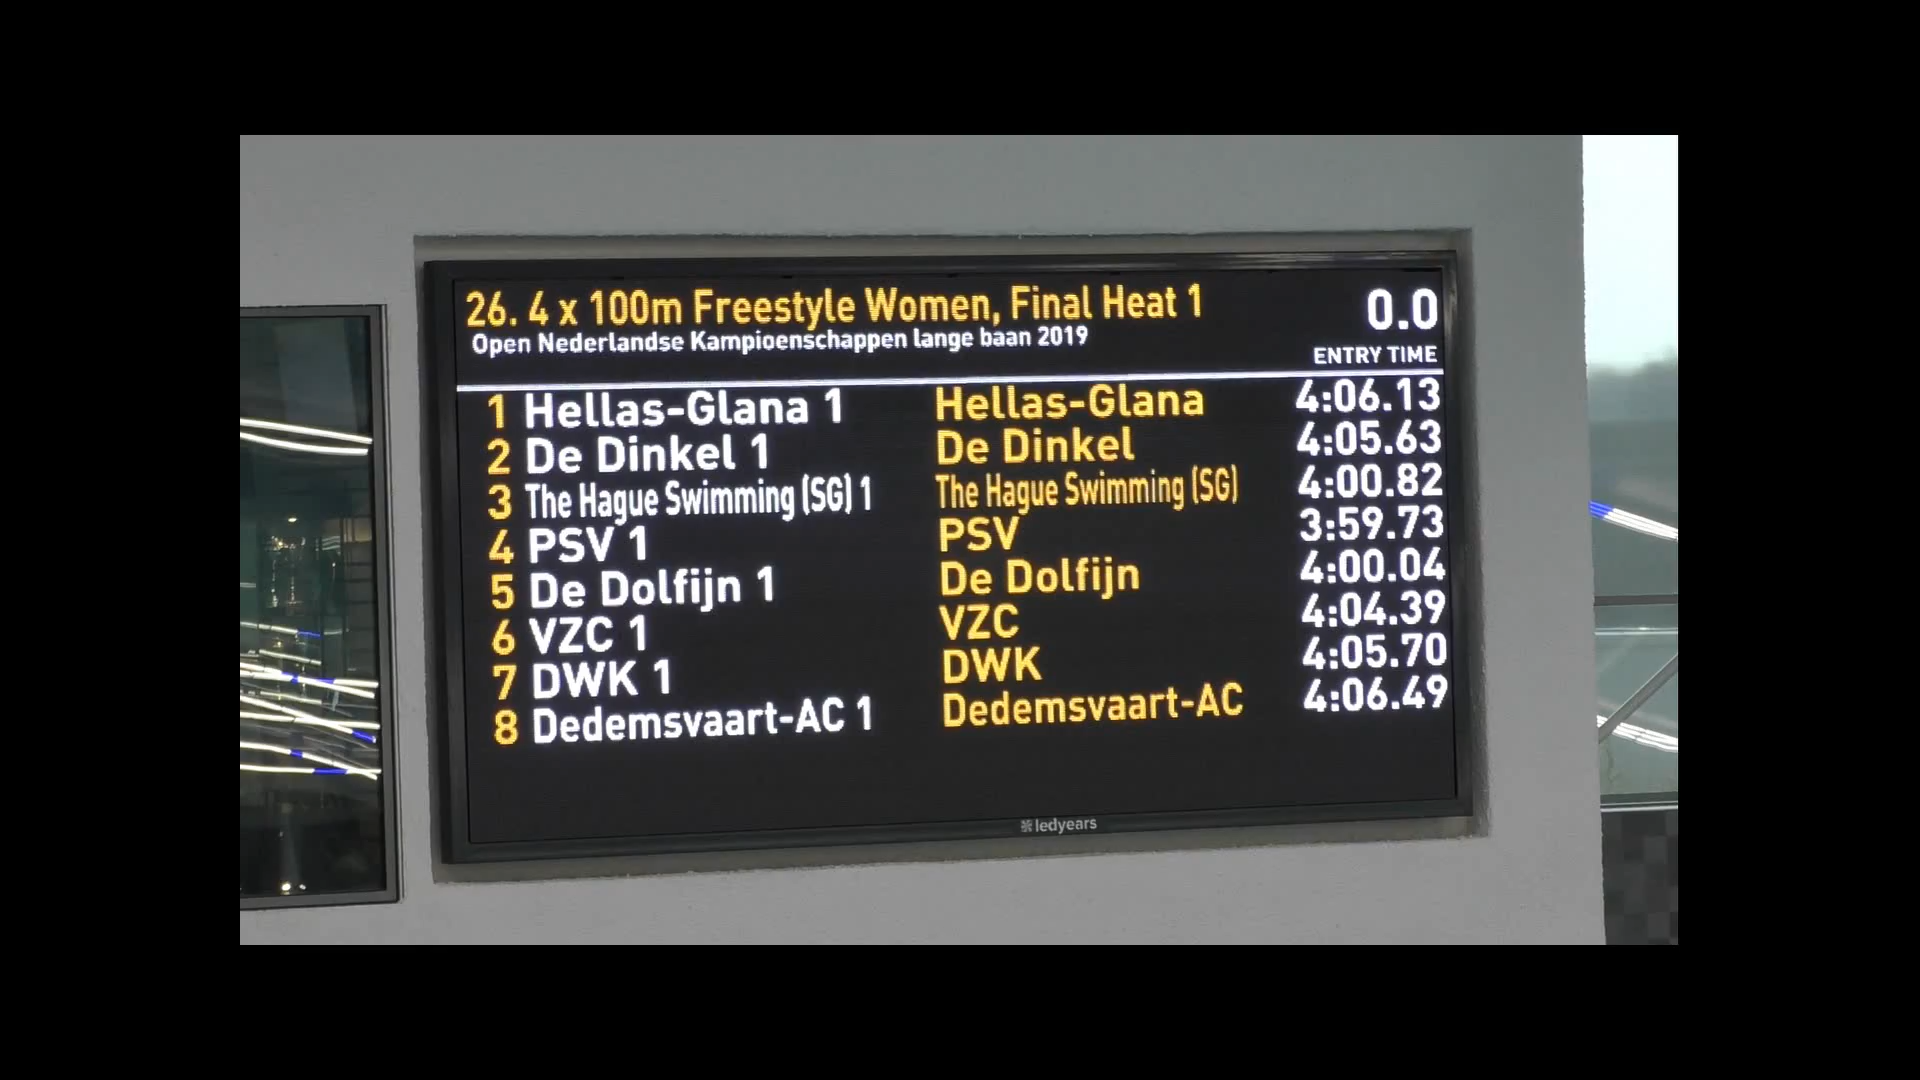 26. 4 x 100m Freestyle Women, Final Heat 1 0.0
Open Nederlandse Kampioenschappen lange baan 2019
ENTRY TIME
1 Hellas-Glana 1 Hellas-Glana 4:06.13
2 De Dinkel 1 De Dinkel 4:05.63
3 The Hague Swimming (SG) 1 The Hague Swimming (SG) 4:00.82
4 PSV 1 PSV 3:59.73
5 De Dolfijn 1 De Dolfijn 4:00.04
6 VZC 1 VZC 4:04.39
7 DWK 1 DWK 4:05.70
8 Dedemsvaart-AC 1 Dedemsvaart-AC 4:06.49
ledyears